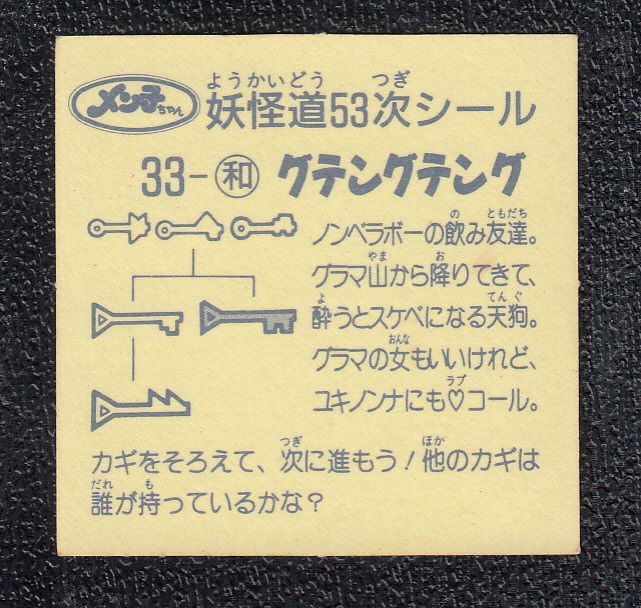 メン子ちゃん
ようかいどう つぎ
妖怪道53次シール
33-和 グテングテング
の ともだち
ノンベラボーの飲み友達。
やま お
グラマ山から降りてきて、
よ てんぐ
酔うとスケベになる天狗。
おんな
グラマの女もいいけれど、
ラブ
ユキノンナにも♡コール。
つぎ ほか
カギをそろえて、次に進もう!他のカギは
だれ も
誰が持っているかな?